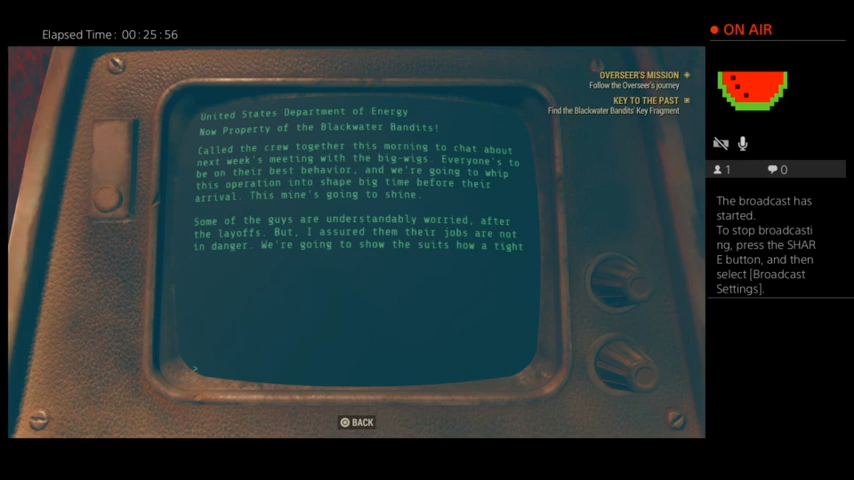 Elapsed Time: 00:25:56
ON AIR
OVERSEER'S MISSION
Follow the Overseer's journey
KEY TO THE PAST
Find the Blackwater Bandits' Key Fragment
United States Department of Energy
Now Property of the Blackwater Bandits!
Called the crew together this morning to chat about
next week's meeting with the big-wigs. Everyone's to
be on their best behavior, and we're going to whip
this operation into shape big time before their
arrival. This mine's going to shine.
Some of the guys are understandably worried, after
the layoffs. But, I assured them their jobs are not
in danger. We're going to show the suits how a tight
>
BACK
1
0
The broadcast has
started.
To stop broadcasti
ng, press the SHAR
E button, and then
select [Broadcast
Settings].